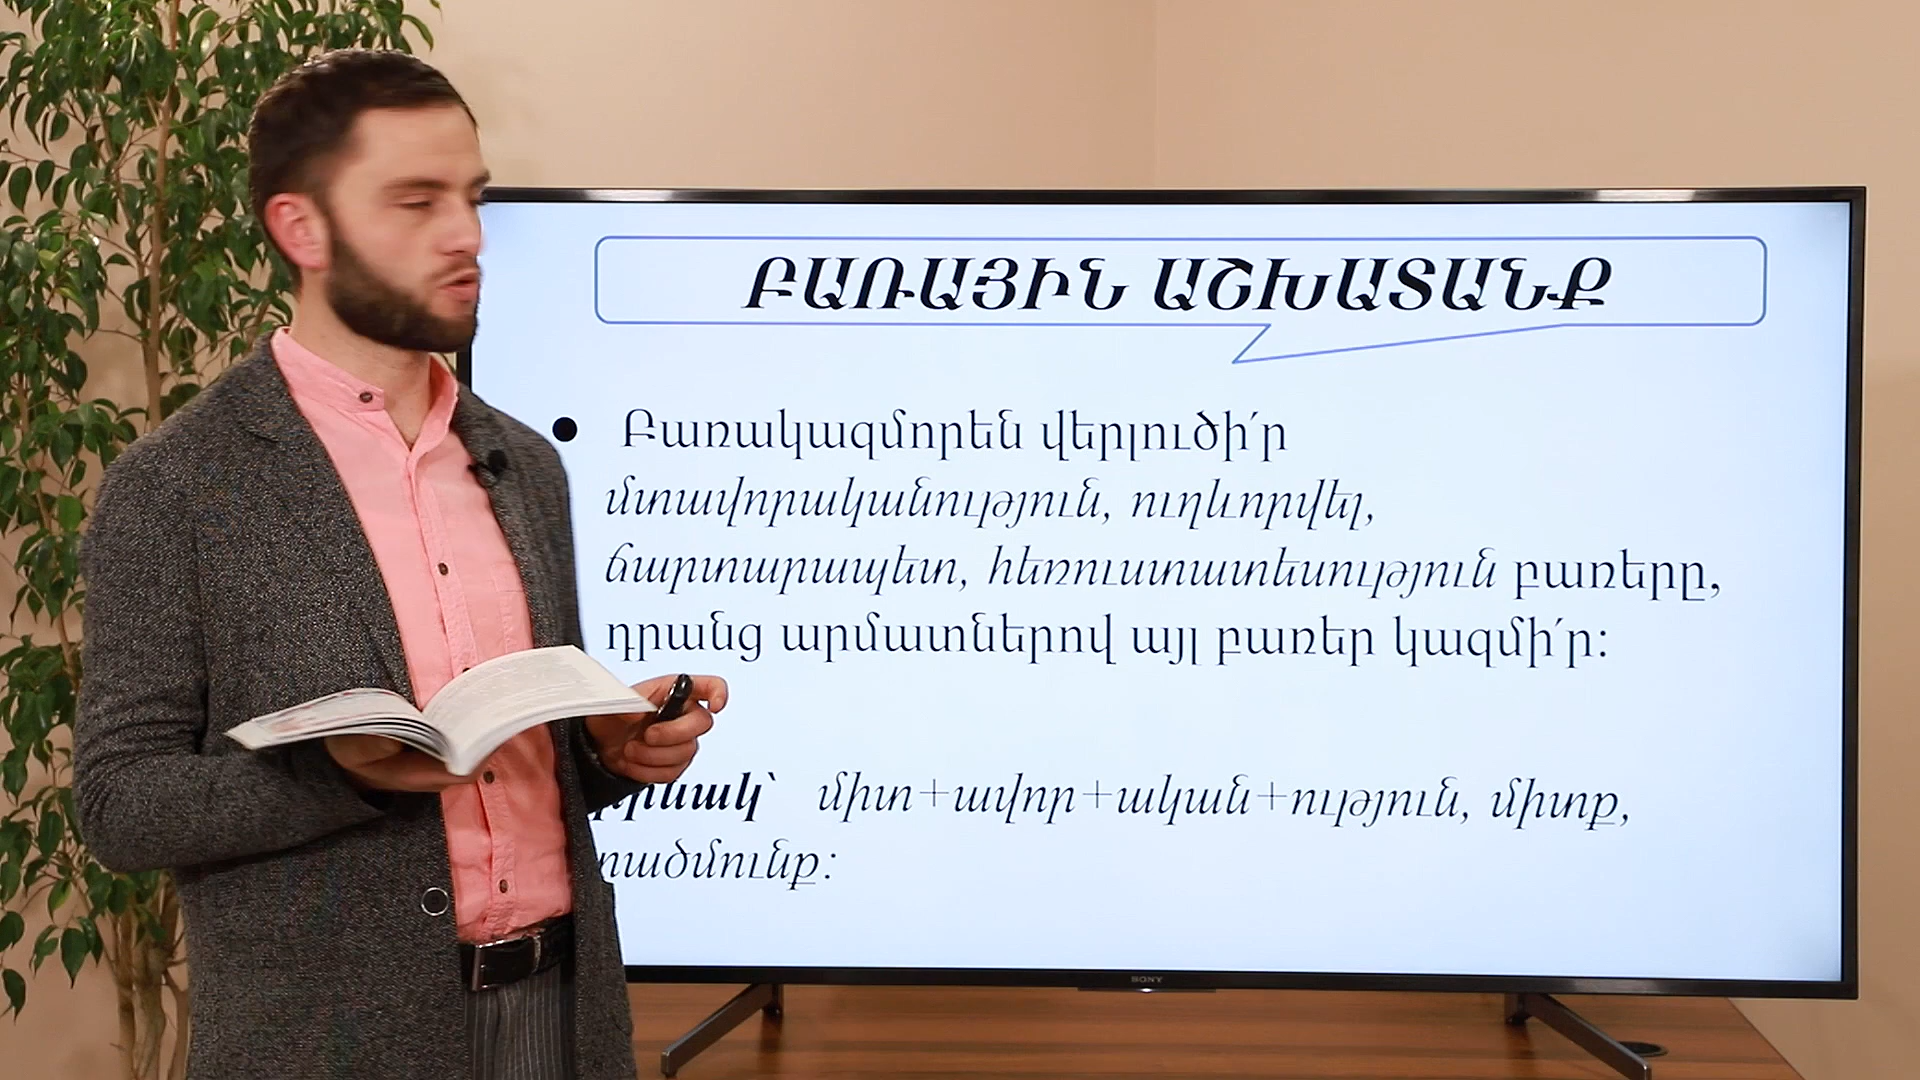 ԲԱՌԱՅԻՆ ԱՇԽԱՏԱՆՔ
● Բառակազմորեն վերլուծի՛ր
մտավորականություն, ուղևորվել,
ճարտարապետ, հեռուստատեսություն բառերը,
դրանց արմատներով այլ բառեր կազմի՛ր:
միտ+ավոր+ական+ություն, միտք,
SONY